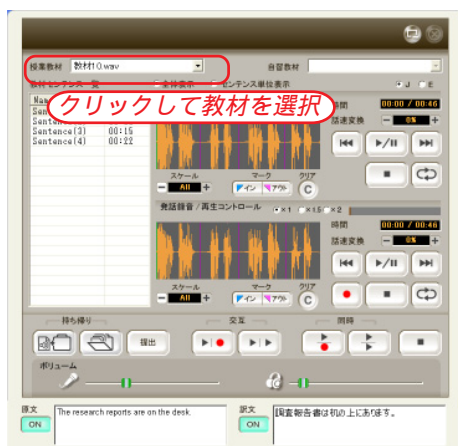 授業教材 教材10.wav 自習教材
教材センテンス一覧 全体表示 センテンス単位表示 J E
クリックして教材を選択
時間 00:00 / 00:46
話速変換 − 0% +
Sentence(3) 00:15
Sentence(4) 00:22
スケール マーク クリア
− All + イン アウト C
発話録音/再生コントロール ×1 ×1.5 ×2
時間 00:00 / 00:46
話速変換 − 0% +
スケール マーク クリア
− All + イン アウト C
持ち帰り 交互 同時
提出
ボリューム
原文 ON The research reports are on the desk.
訳文 ON 調査報告書は机の上にあります。